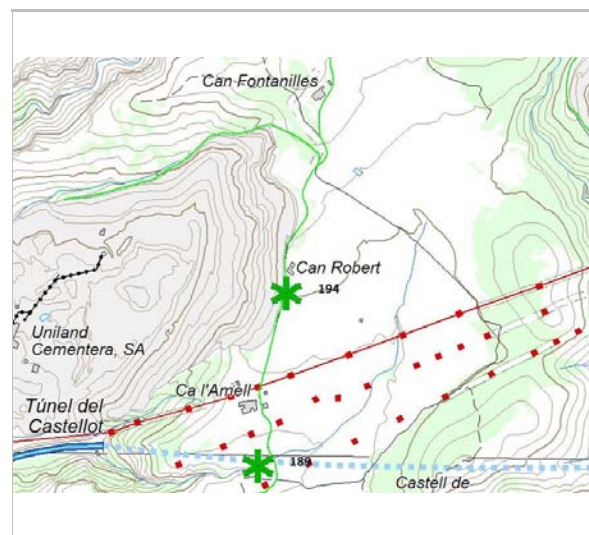 Can Fontanilles
Can Robert
194
Uniland
Cementera, SA
Ca l'Amell
Túnel del
Castellot
189
Castell de